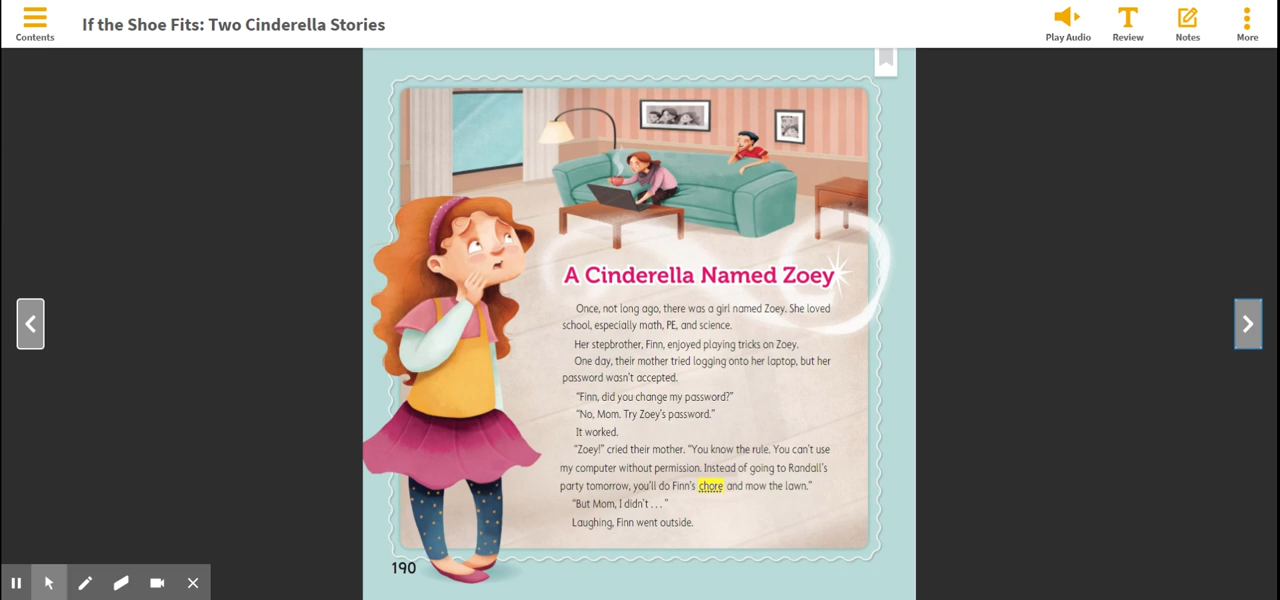 Contents
If the Shoe Fits: Two Cinderella Stories
Play Audio
Review
Notes
More
A Cinderella Named Zoey
Once, not long ago, there was a girl named Zoey. She loved
school, especially math, PE, and science.
Her stepbrother, Finn, enjoyed playing tricks on Zoey.
One day, their mother tried logging onto her laptop, but her
password wasn't accepted.
“Finn, did you change my password?”
“No, Mom. Try Zoey's password.”
It worked.
“Zoey!” cried their mother. “You know the rule. You can't use
my computer without permission. Instead of going to Randall's
party tomorrow, you'll do Finn's chore and mow the lawn.”
“But Mom, I didn't . . . ”
Laughing, Finn went outside.
190